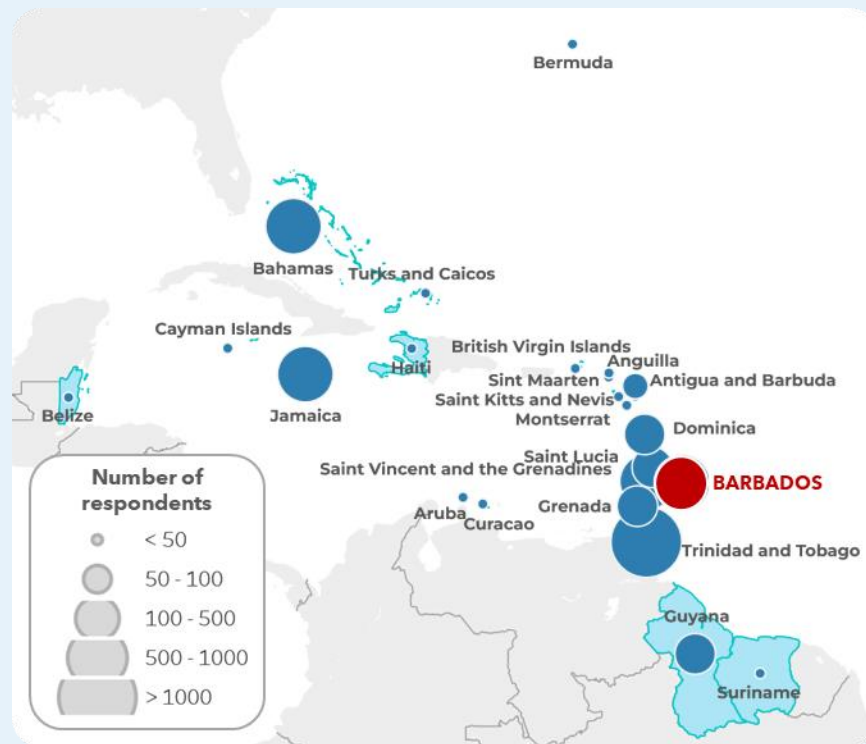 Bermuda
Bahamas
Turks and Caicos
Cayman Islands
Haiti
British Virgin Islands
Anguilla
Sint Maarten
Antigua and Barbuda
Saint Kitts and Nevis
Montserrat
Belize
Jamaica
Dominica
Saint Lucia
Saint Vincent and the Grenadines
BARBADOS
Grenada
Aruba
Curacao
Trinidad and Tobago
Guyana
Suriname
Number of
respondents
< 50
50 - 100
100 - 500
500 - 1000
> 1000